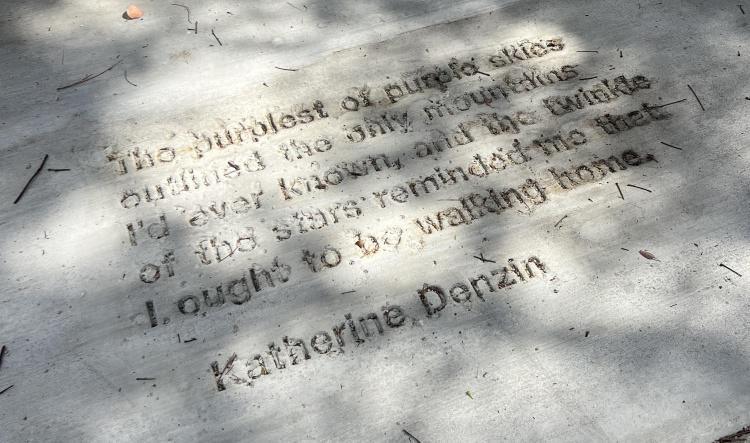 The purplest of purple skies
outlined the only mountains
I'd ever known, and the twinkle
of the stars reminded me that
I ought to be walking home.
Katherine Denzin